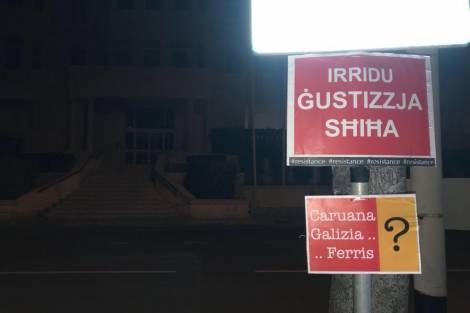 IRRIDU
ĠUSTIZZJA
SĦIĦA
#resistance #resistance #resistance #resistance
Caruana
Galizia ..
.. Ferris
?